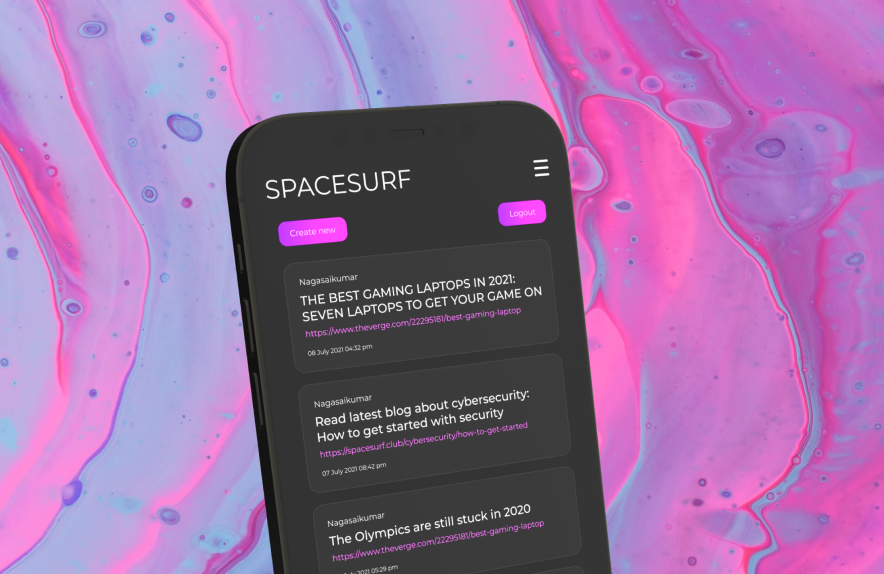 SPACESURF
Create new
Logout
Nagasaikumar
THE BEST GAMING LAPTOPS IN 2021:
SEVEN LAPTOPS TO GET YOUR GAME ON
https://www.theverge.com/22295181/best-gaming-laptop
08 July 2021 04:32 pm
Nagasaikumar
Read latest blog about cybersecurity:
How to get started with security
https://spacesurf.club/cybersecurity/how-to-get-started
07 July 2021 08:42 pm
Nagasaikumar
The Olympics are still stuck in 2020
https://www.theverge.com/22295181/best-gaming-laptop
2021 05:29 pm